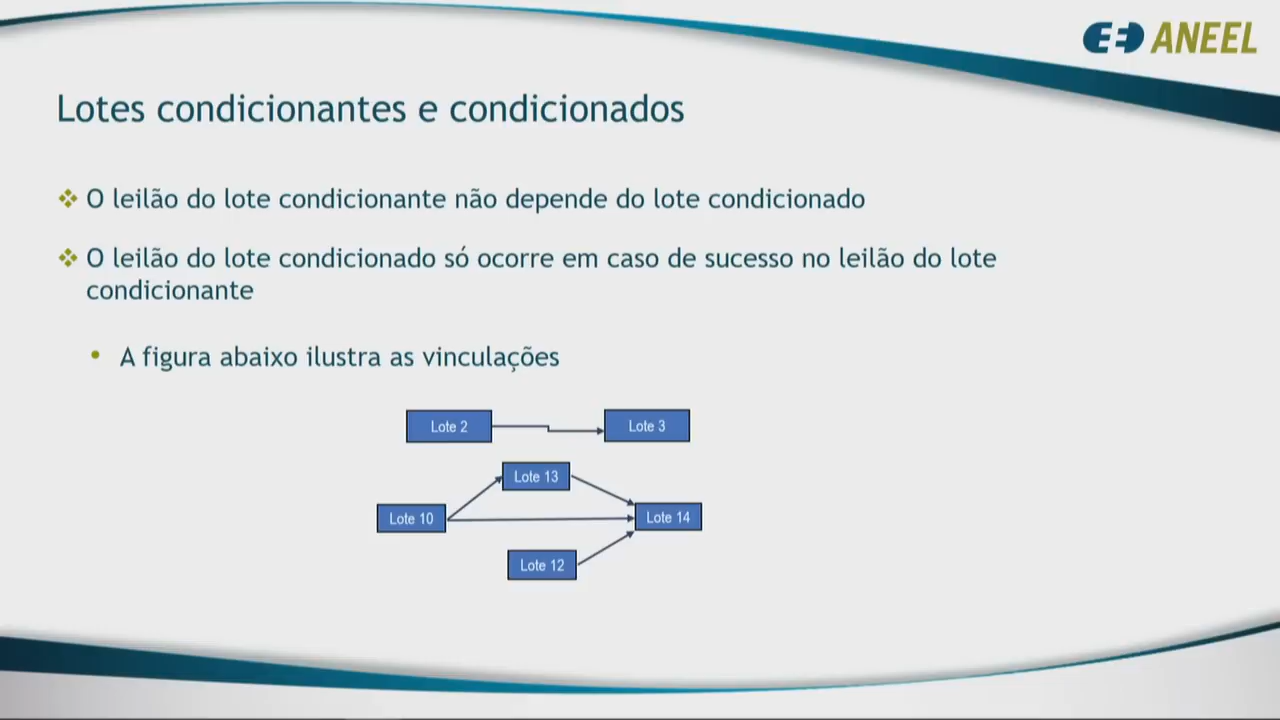 ANEEL
Lotes condicionantes e condicionados
O leilão do lote condicionante não depende do lote condicionado
O leilão do lote condicionado só ocorre em caso de sucesso no leilão do lote
condicionante
A figura abaixo ilustra as vinculações
Lote 2
Lote 3
Lote 13
Lote 10
Lote 14
Lote 12